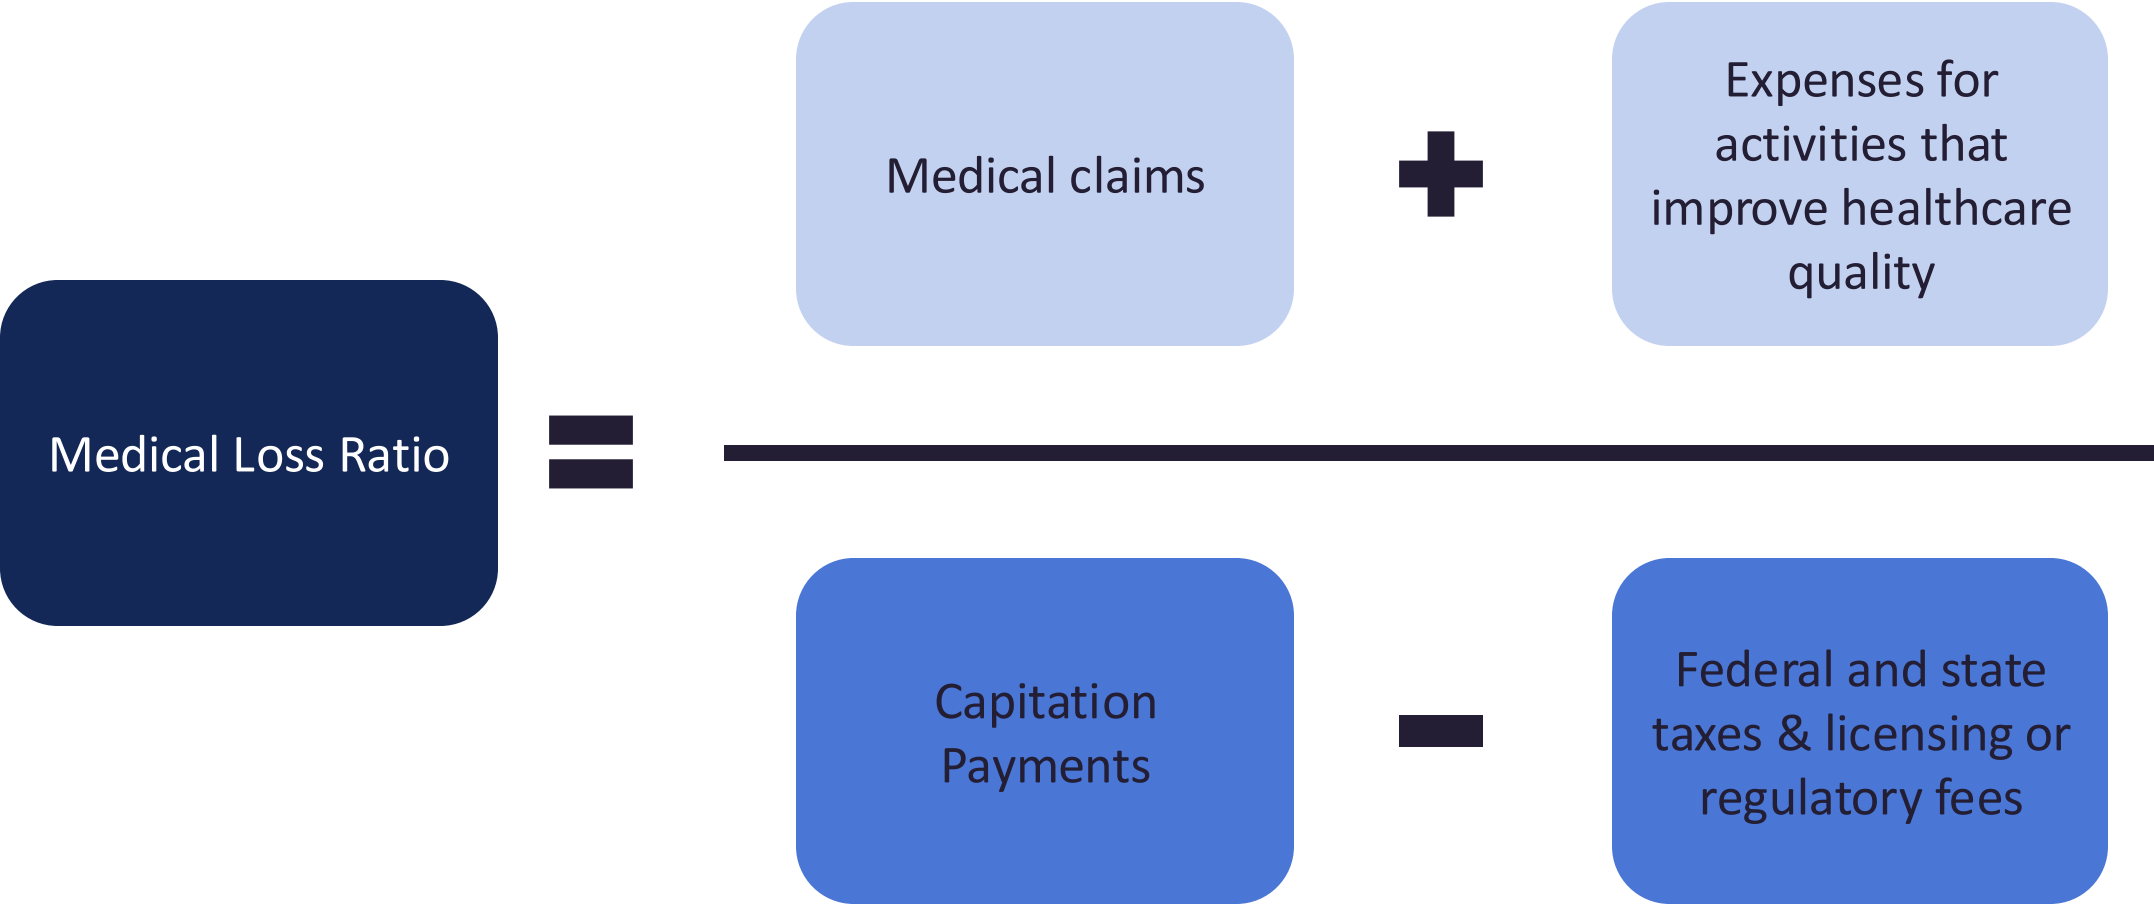 Medical Loss Ratio
Medical claims
Expenses for
activities that
improve healthcare
quality
Capitation
Payments
Federal and state
taxes & licensing or
regulatory fees